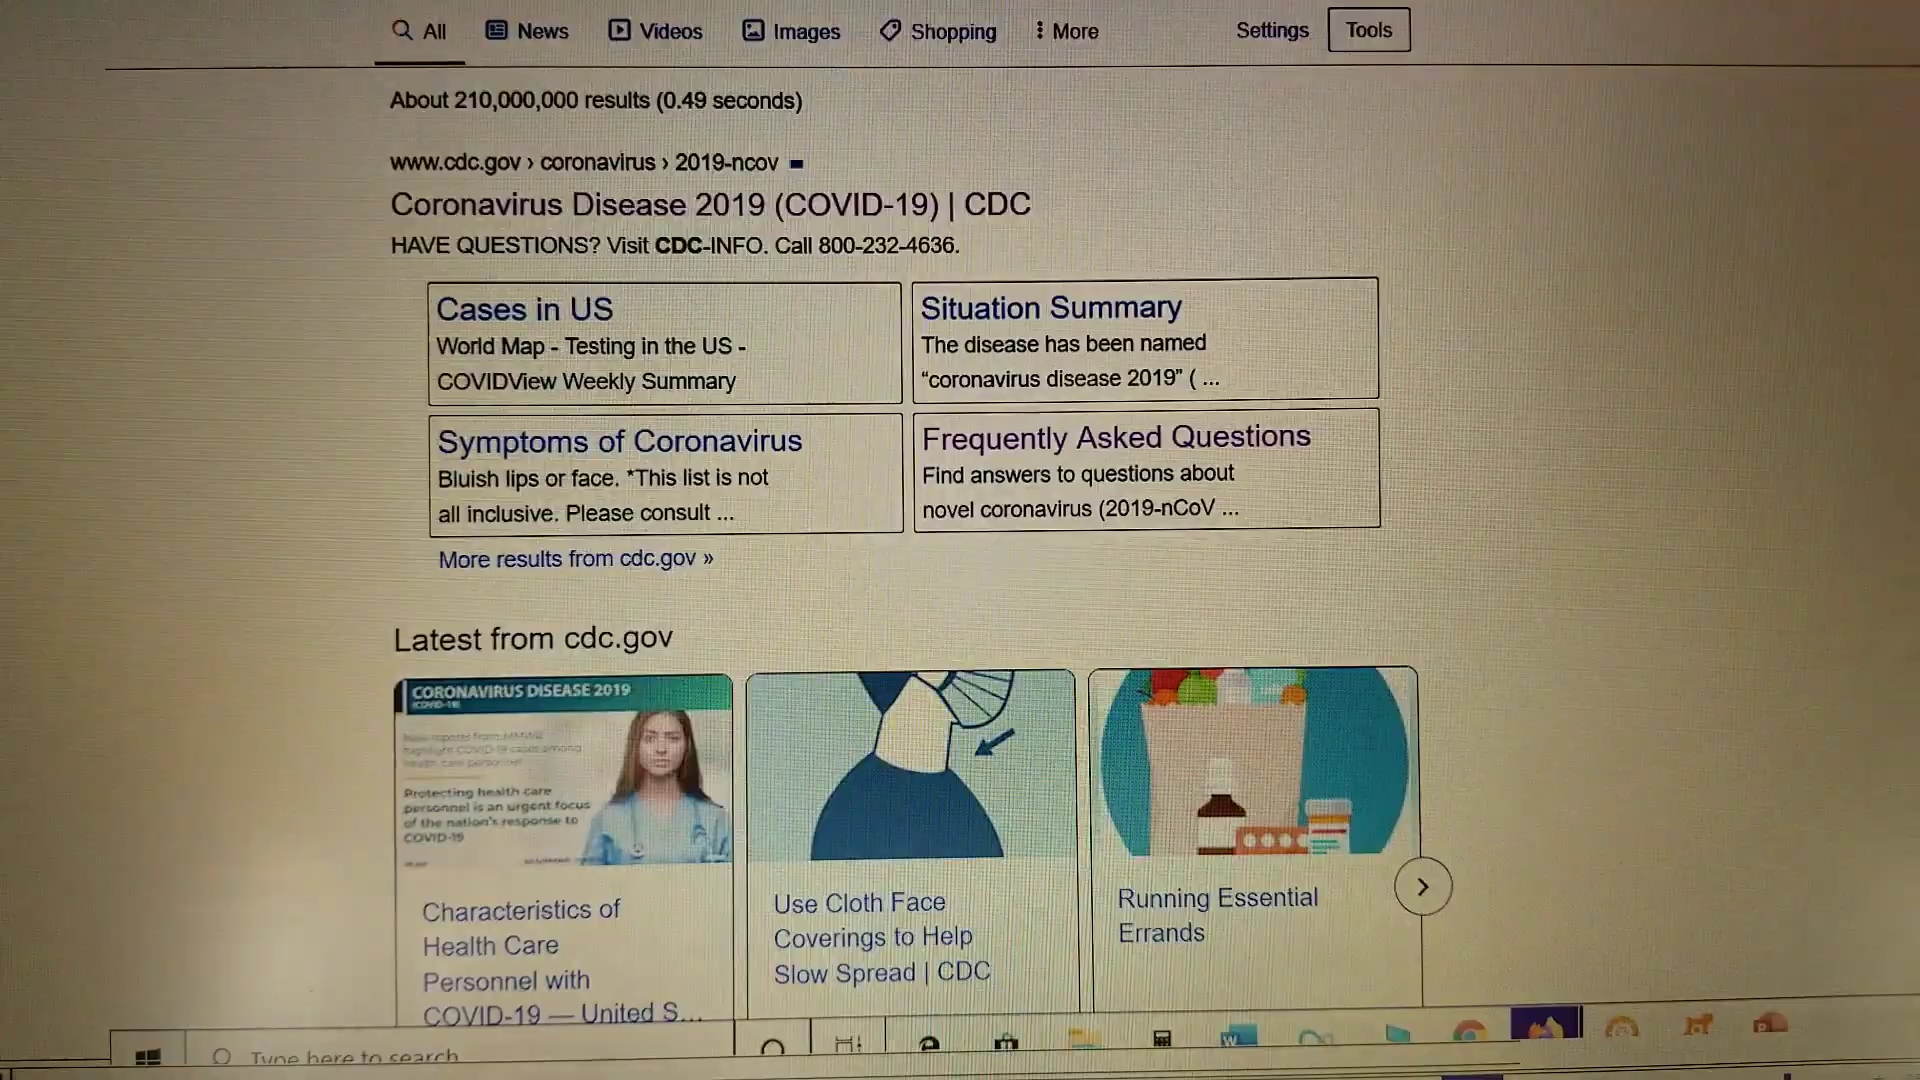 All News Videos Images Shopping More Settings Tools
About 210,000,000 results (0.49 seconds)
www.cdc.gov › coronavirus › 2019-ncov
Coronavirus Disease 2019 (COVID-19) | CDC
HAVE QUESTIONS? Visit CDC-INFO. Call 800-232-4636.
Cases in US
World Map - Testing in the US -
COVIDView Weekly Summary
Situation Summary
The disease has been named
“coronavirus disease 2019” ( ...
Symptoms of Coronavirus
Bluish lips or face. *This list is not
all inclusive. Please consult ...
Frequently Asked Questions
Find answers to questions about
novel coronavirus (2019-nCoV ...
More results from cdc.gov »
Latest from cdc.gov
CORONAVIRUS DISEASE 2019
(COVID-19)
Protecting health care
personnel is an urgent focus
of the nation's response to
COVID-19
Characteristics of
Health Care
Personnel with
COVID-19 — United S...
Use Cloth Face
Coverings to Help
Slow Spread | CDC
Running Essential
Errands
Type here to search